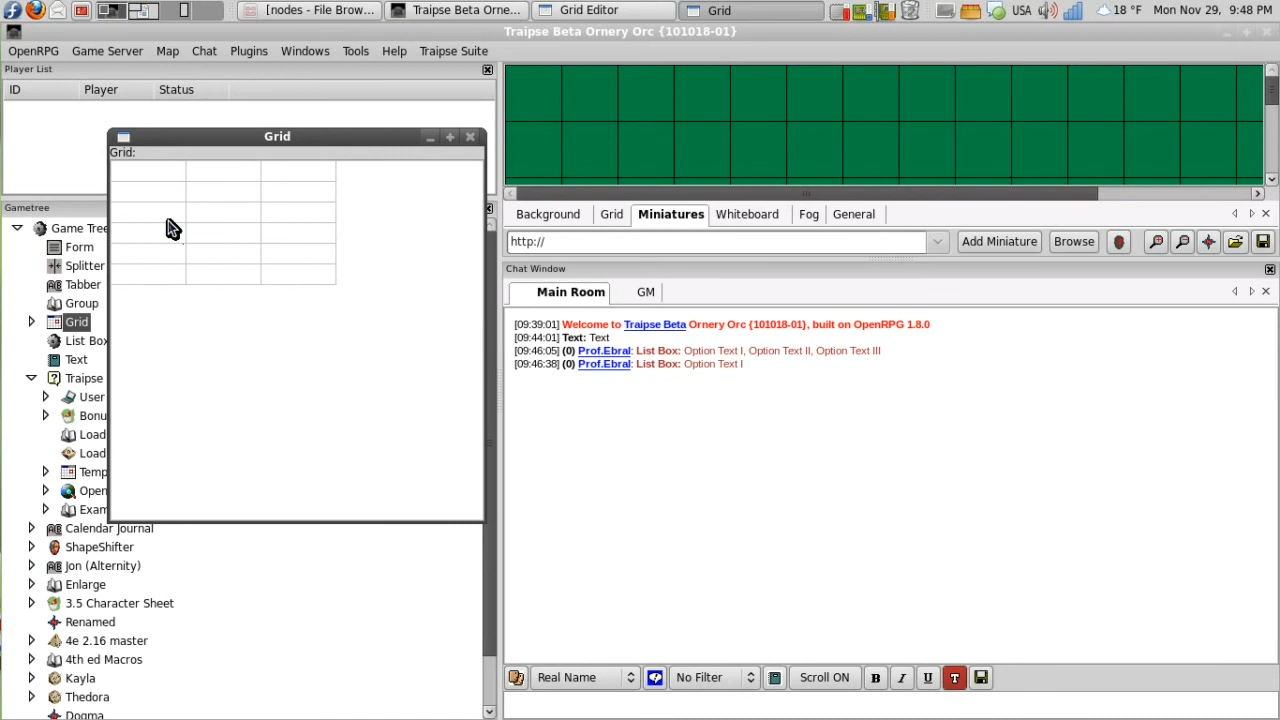 [nodes - File Brow... Traipse Beta Orne... Grid Editor Grid USA 18 °F Mon Nov 29, 9:48 PM
Traipse Beta Ornery Orc {101018-01}
OpenRPG Game Server Map Chat Plugins Windows Tools Help Traipse Suite
Player List
ID Player Status
Grid
Grid:
Gametree
Game Tre
Form
Splitter
Tabber
Group
Grid
List Bo
Text
Traipse
User
Bonu
Load
Load
Temp
Open
Exam
Calendar Journal
ShapeShifter
Jon (Alternity)
Enlarge
3.5 Character Sheet
Renamed
4e 2.16 master
4th ed Macros
Kayla
Thedora
Dogma
Background Grid Miniatures Whiteboard Fog General
http:// Add Miniature Browse
Chat Window
Main Room GM
[09:39:01] Welcome to Traipse Beta Ornery Orc {101018-01}, built on OpenRPG 1.8.0
[09:44:01] Text: Text
[09:46:05] (0) Prof.Ebral: List Box: Option Text I, Option Text II, Option Text III
[09:46:38] (0) Prof.Ebral: List Box: Option Text I
Real Name No Filter Scroll ON B I U T